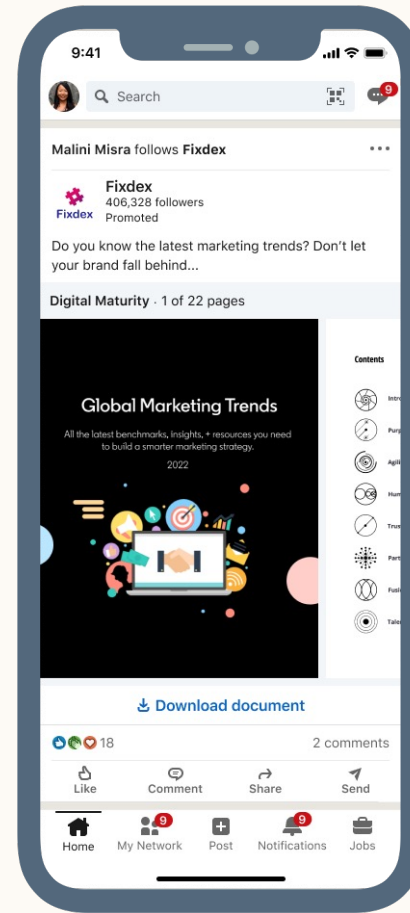 9:41
Search
9
Malini Misra follows Fixdex
Fixdex
Fixdex
406,328 followers
Promoted
Do you know the latest marketing trends? Don't let
your brand fall behind...
Digital Maturity · 1 of 22 pages
Global Marketing Trends
All the latest benchmarks, insights, + resources you need
to build a smarter marketing strategy.
2022
Contents
Download document
18
2 comments
Like Comment Share Send
9 9
Home My Network Post Notifications Jobs